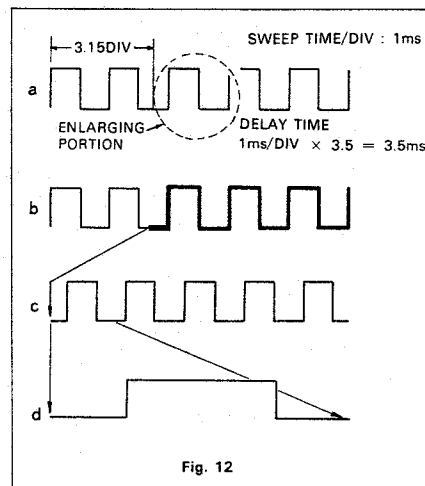 3.15DIV
SWEEP TIME/DIV : 1ms
a
ENLARGING
PORTION
DELAY TIME
1ms/DIV × 3.5 = 3.5ms
b
c
d
Fig. 12